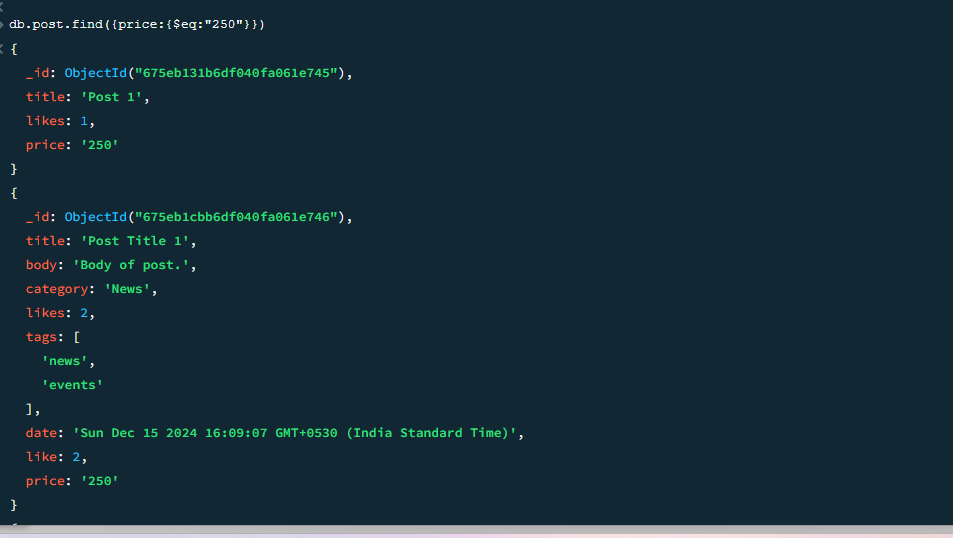 db.post.find({price:{$eq:"250"}})
{
_id: ObjectId("675eb131b6df040fa061e745"),
title: 'Post 1',
likes: 1,
price: '250'
}
{
_id: ObjectId("675eb1cbb6df040fa061e746"),
title: 'Post Title 1',
body: 'Body of post.',
category: 'News',
likes: 2,
tags: [
'news',
'events'
],
date: 'Sun Dec 15 2024 16:09:07 GMT+0530 (India Standard Time)',
like: 2,
price: '250'
}